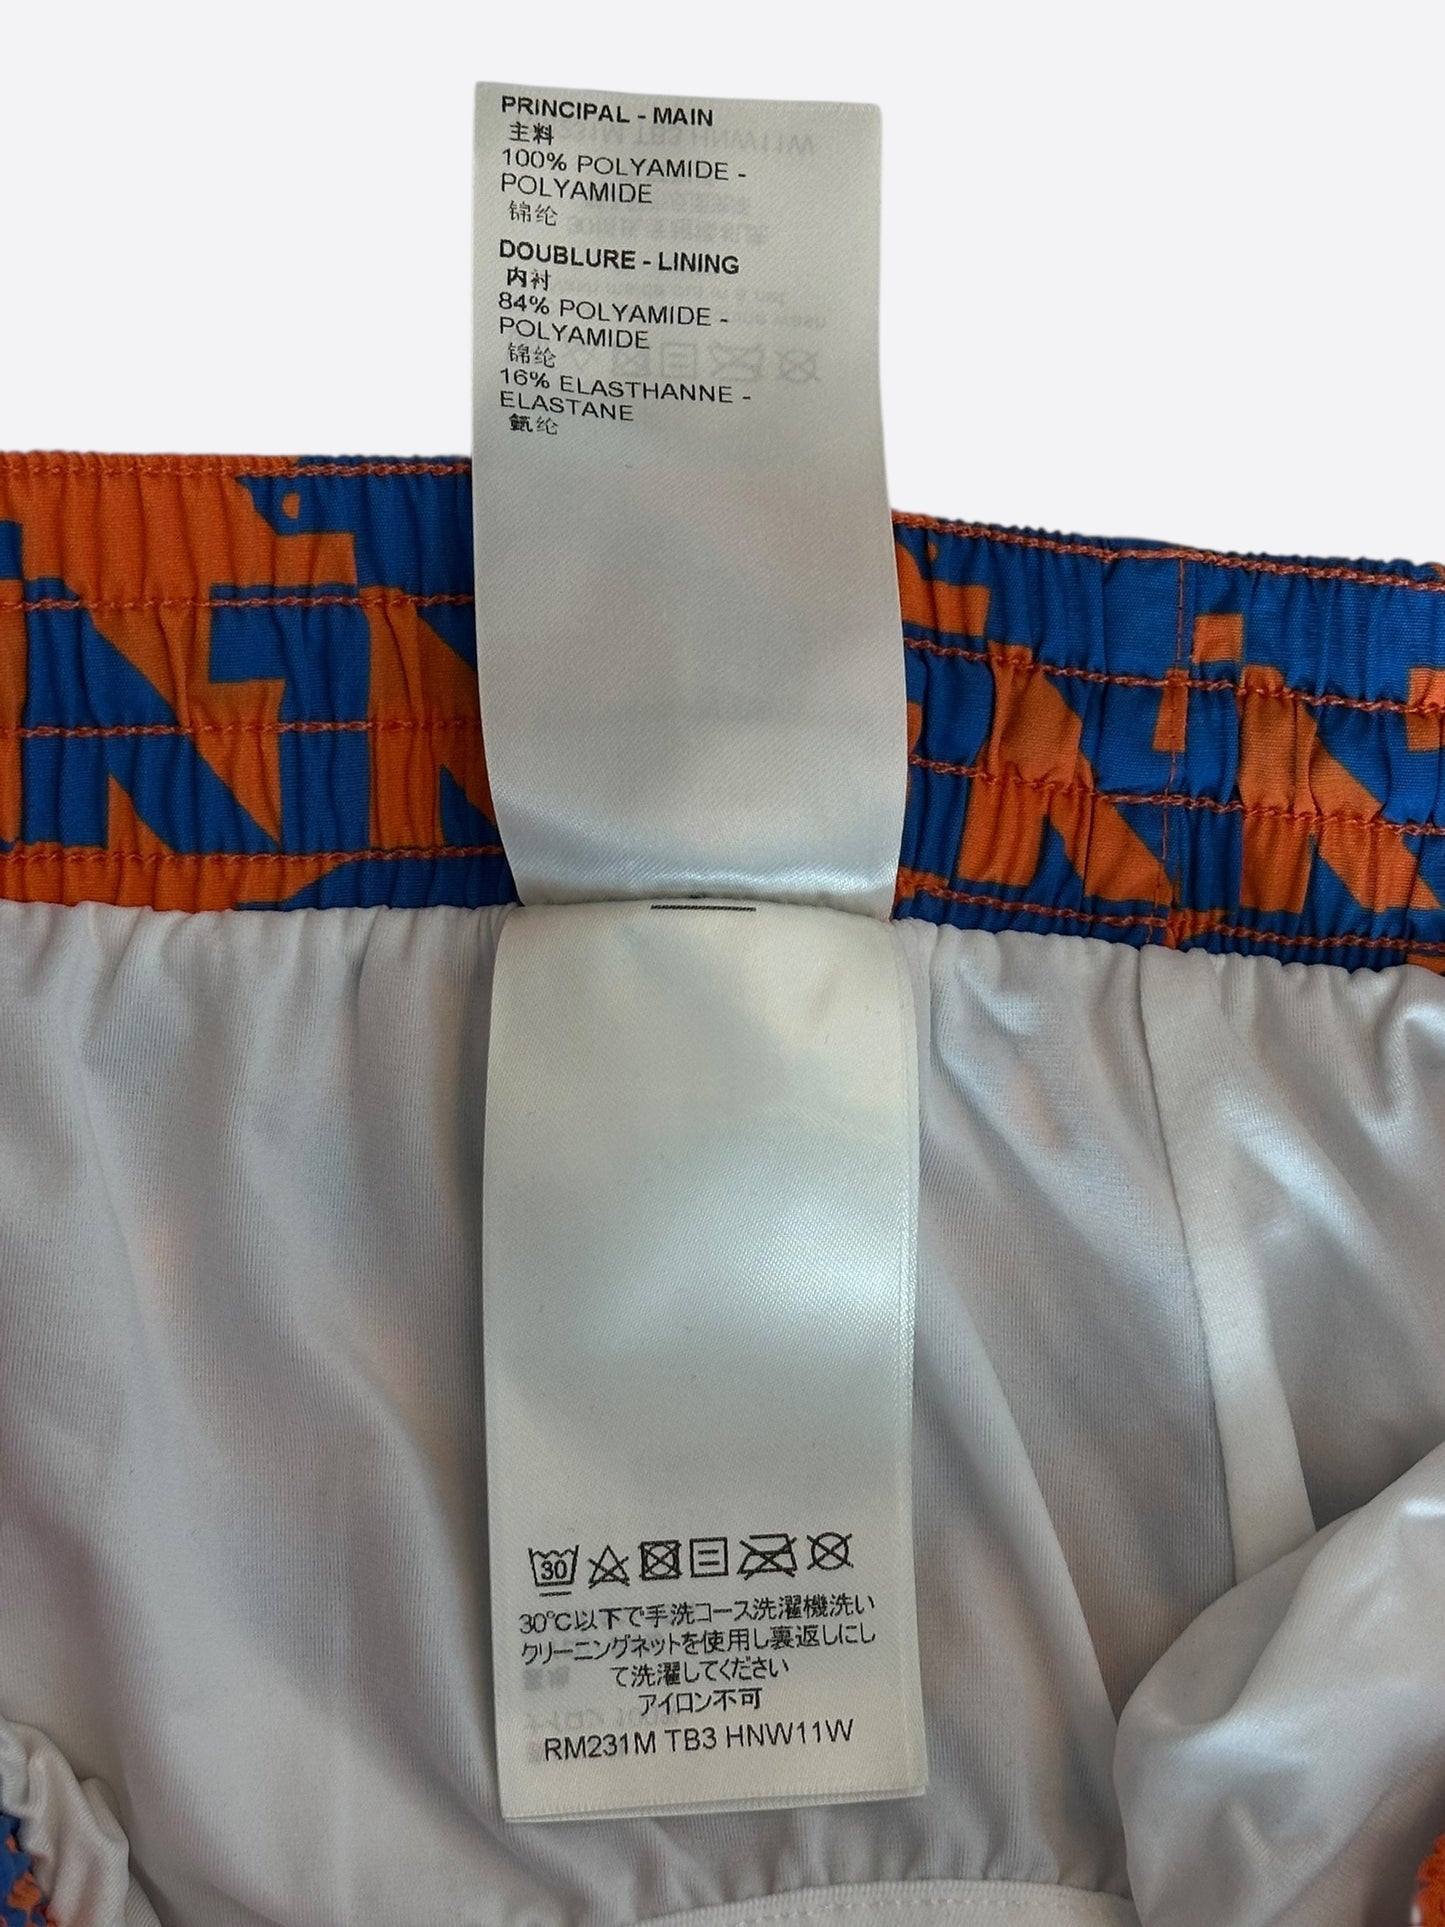 PRINCIPAL - MAIN
主料
100% POLYAMIDE -
POLYAMIDE
锦纶
DOUBLURE - LINING
内衬
84% POLYAMIDE -
POLYAMIDE
锦纶
16% ELASTHANNE -
ELASTANE
氨纶
30
30℃以下で手洗コース洗濯機洗い
クリーニングネットを使用し裏返しにし
て洗濯してください
アイロン不可
RM231M TB3 HNW11W